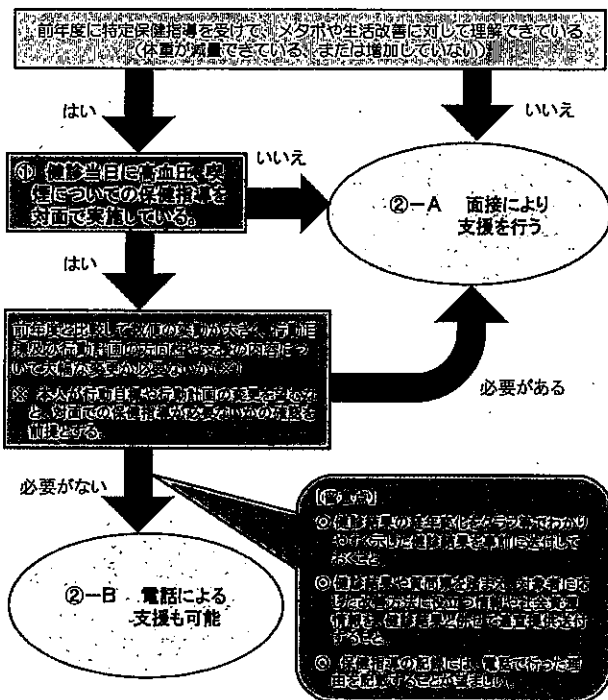 前年度に特定保健指導を受けて、メタボや生活改善に対して理解できている。
(体重が減量できている、または増加していない)
はい
いいえ
① 健診当日に高血圧、喫
煙についての保健指導を
対面で実施している。
いいえ
②-A 面接により
支援を行う
はい
前年度と比較して数値の変動が大きく、行動目
標及び行動計画の方向性や支援の内容につ
いて大幅な変更が必要ないか(※)
※ 本人が行動目標や行動計画の変更を
と、対面での保健指導が必要ないかの確認を
前提とする。
必要がある
必要がない
②-B 電話による
支援も可能
[留意点]
◎ 健診結果の経年変化をグラフ等でわかり
やすく示した健診結果を事前に送付して
おくこと。
◎ 健診結果や質問票を踏まえ、対象者に応
じた改善方法に役立つ情報や社会資源
情報を健診結果と併せて適宜提供送付
すること。
◎ 保健指導の記録には、電話で行った理
由を記載することが望ましい。